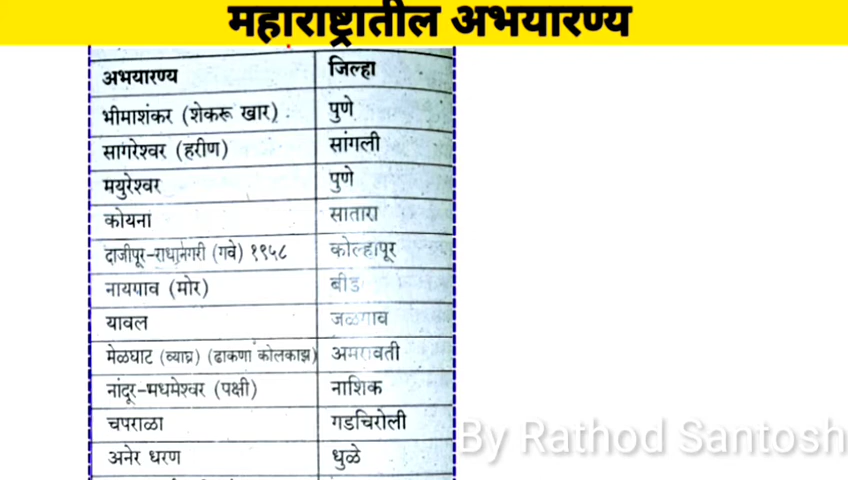 महाराष्ट्रातील अभयारण्य
अभयारण्य जिल्हा
भीमाशंकर (शेकरू खार) पुणे
सागरेश्वर (हरीण) सांगली
मयुरेश्वर पुणे
कोयना सातारा
दाजीपूर-राधानगरी (गवे) १९५८ कोल्हापूर
नायगाव (मोर) बीड
यावल जळगाव
मेळघाट (व्याघ्र) (ढाकणा कोलकाझ) अमरावती
नांदूर-मधमेश्वर (पक्षी) नाशिक
चपराळा गडचिरोली
अनेर धरण धुळे
By Rathod Santosh